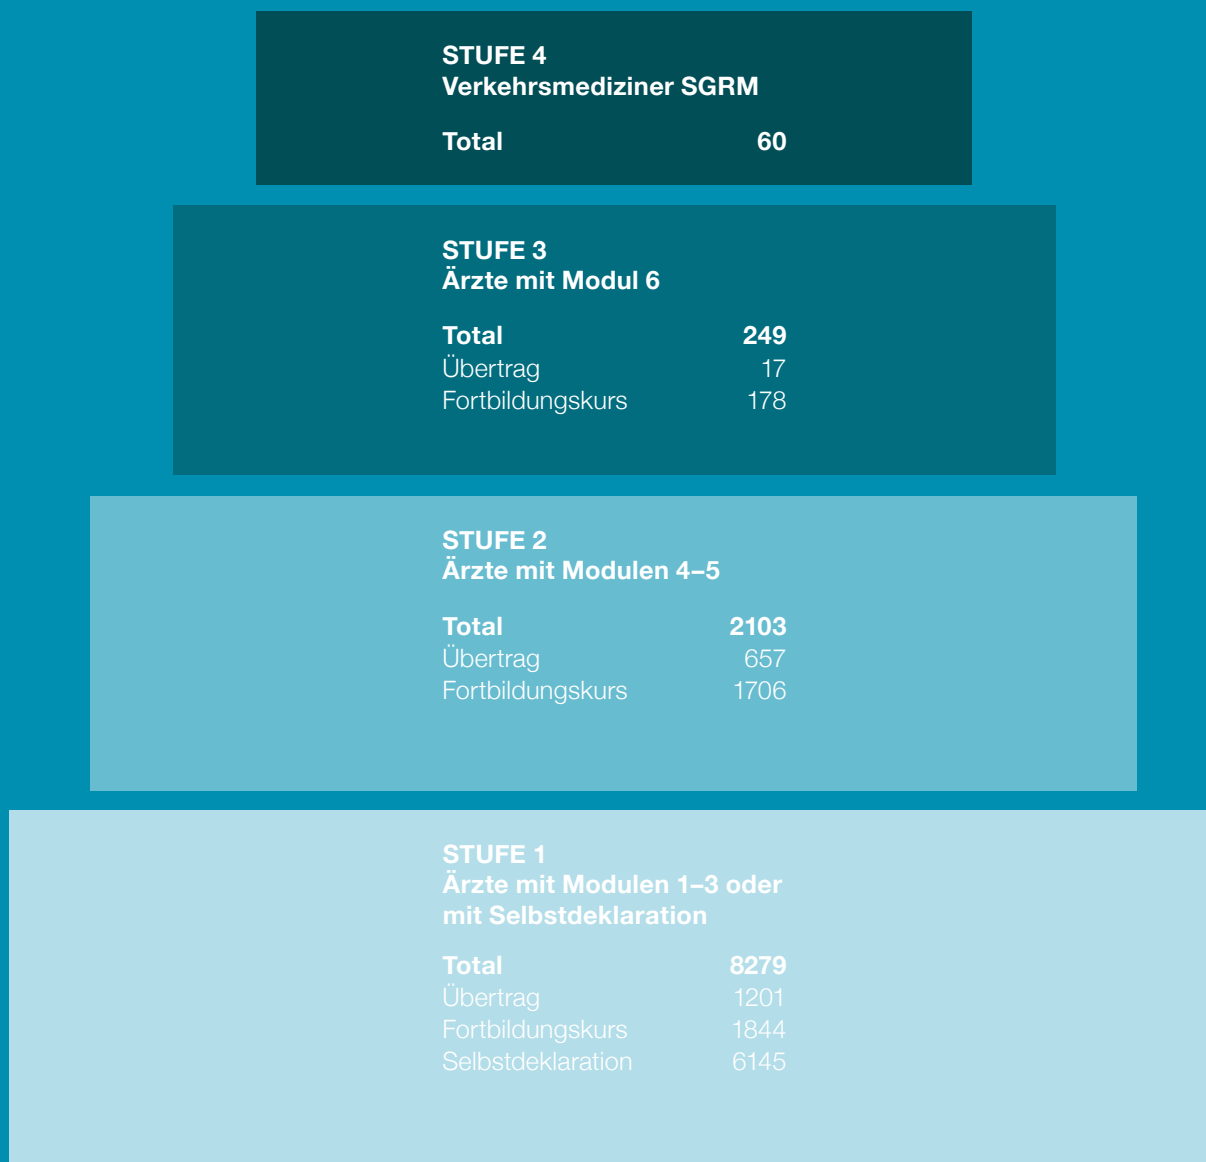 STUFE 4
Verkehrsmediziner SGRM
Total 60
STUFE 3
Ärzte mit Modul 6
Total 249
Übertrag 17
Fortbildungskurs 178
STUFE 2
Ärzte mit Modulen 4–5
Total 2103
Übertrag 657
Fortbildungskurs 1706
STUFE 1
Ärzte mit Modulen 1–3 oder
mit Selbstdeklaration
Total 8279
Übertrag 1201
Fortbildungskurs 1844
Selbstdeklaration 6145